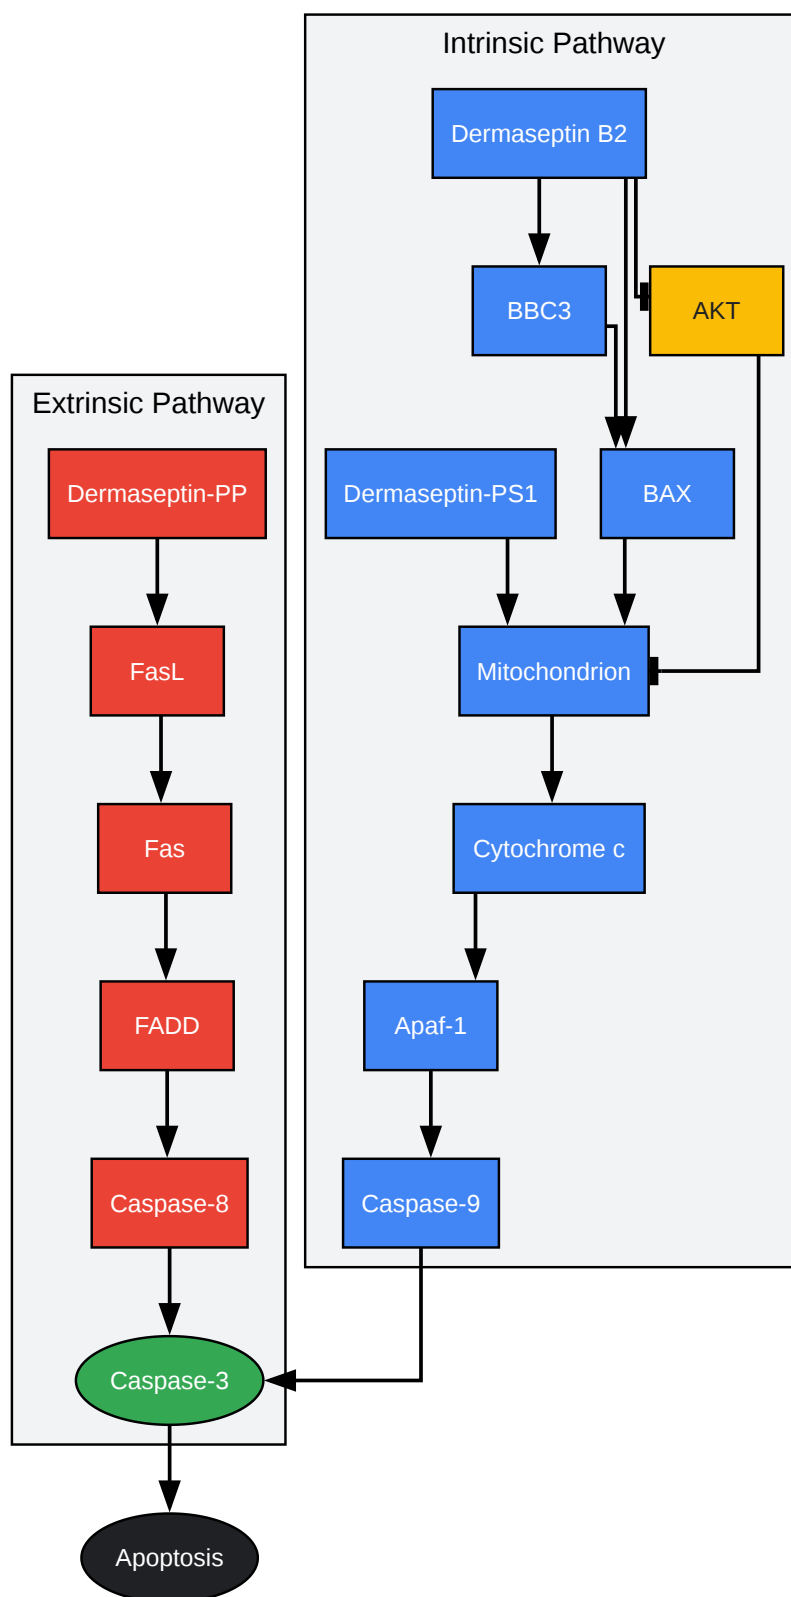 Intrinsic Pathway
Dermaseptin B2
BBC3
AKT
Extrinsic Pathway
Dermaseptin-PP
Dermaseptin-PS1
BAX
FasL
Mitochondrion
Fas
Cytochrome c
FADD
Apaf-1
Caspase-8
Caspase-9
Caspase-3
Apoptosis